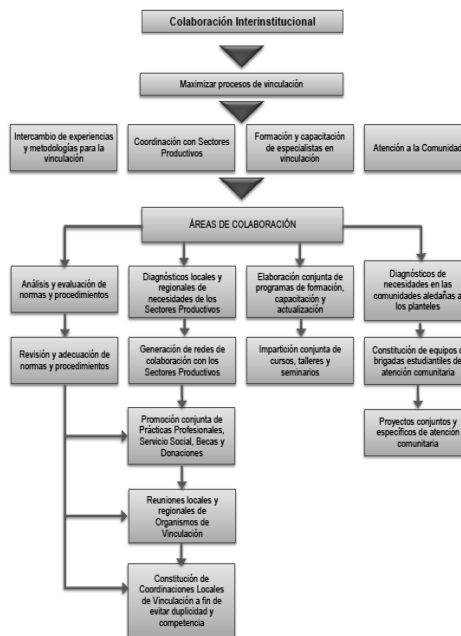 Colaboración Interinstitucional
Maximizar procesos de vinculación
Intercambio de experiencias
y metodologías para la
vinculación
Coordinación con Sectores
Productivos
Formación y capacitación
de especialistas en
vinculación
Atención a la Comunidad
ÁREAS DE COLABORACIÓN
Análisis y evaluación de
normas y procedimientos
Revisión y adecuación de
normas y procedimientos
Diagnósticos locales y
regionales de
necesidades de los
Sectores Productivos
Generación de redes de
colaboración con los
Sectores Productivos
Promoción conjunta de
Prácticas Profesionales,
Servicio Social, Becas y
Donaciones
Reuniones locales y
regionales de
Organismos de
Vinculación
Constitución de
Coordinaciones Locales
de Vinculación a fin de
evitar duplicidad y
competencia
Elaboración conjunta de
programas de formación,
capacitación y
actualización
Impartición conjunta de
cursos, talleres y
seminarios
Diagnósticos de
necesidades en las
comunidades aledañas a
los planteles
Constitución de equipos o
brigadas estudiantiles de
atención comunitaria
Proyectos conjuntos y
específicos de atención
comunitaria